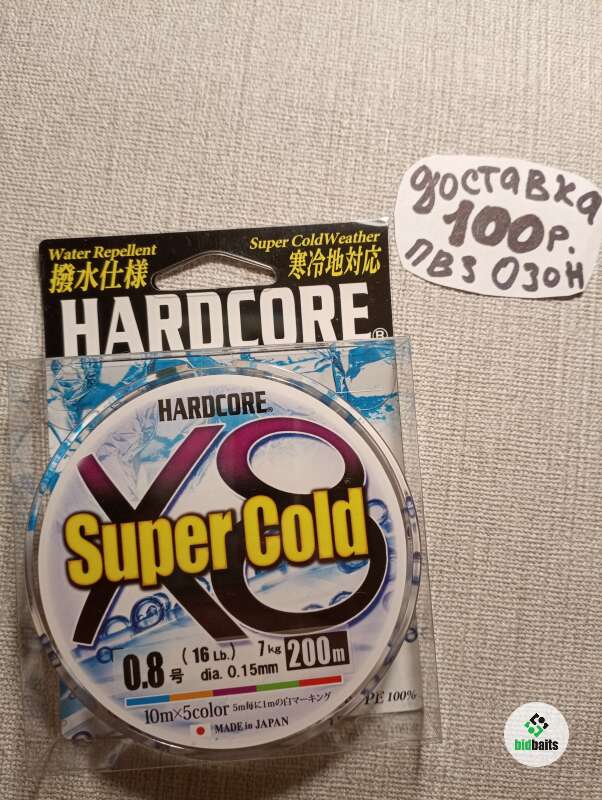 доставка
100р.
ПВЗ Озон
Water Repellent
撥水仕様
Super ColdWeather
寒冷地対応
HARDCORE®
HARDCORE®
X8
Super Cold
0.8号
(16 Lb.) 7kg
dia. 0.15mm
200m
10m×5color 5m毎に1mの白マーキング
PE 100%
MADE in JAPAN
bidbaits